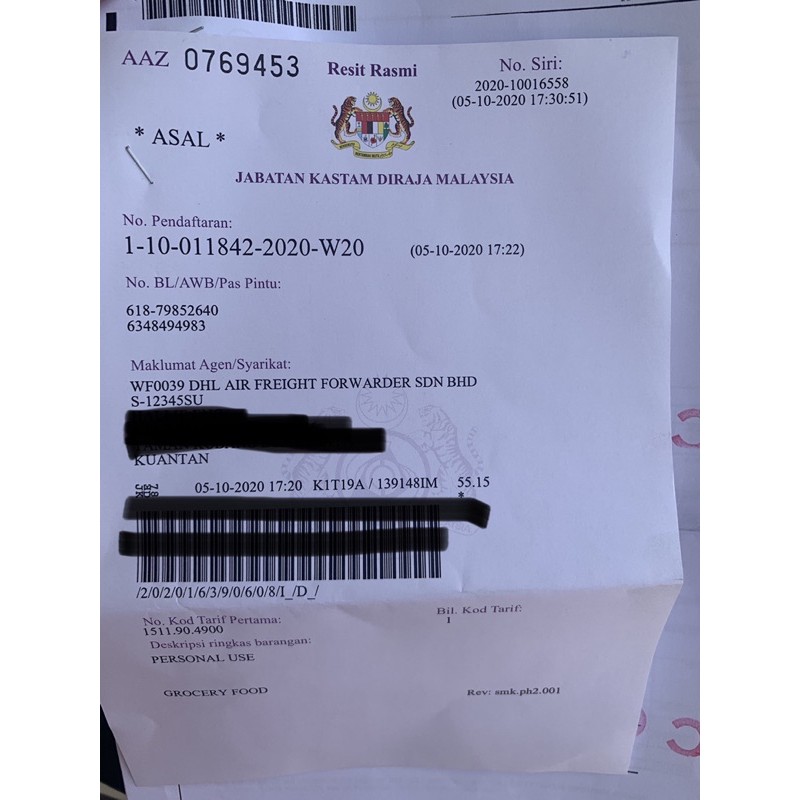 AAZ 0769453
Resit Rasmi
No. Siri:
2020-10016558
(05-10-2020 17:30:51)
* ASAL *
JABATAN KASTAM DIRAJA MALAYSIA
No. Pendaftaran:
1-10-011842-2020-W20 (05-10-2020 17:22)
No. BL/AWB/Pas Pintu:
618-79852640
6348494983
Maklumat Agen/Syarikat:
WF0039 DHL AIR FREIGHT FORWARDER SDN BHD
S-12345SU
KUANTAN
05-10-2020 17:20 K1T19A / 139148IM 55.15
*
/2/0/2/0/1/6/3/9/0/6/0/8/I_/D_/
No. Kod Tarif Pertama:
1511.90.4900
Bil. Kod Tarif:
1
Deskripsi ringkas barangan:
PERSONAL USE
GROCERY FOOD
Rev: smk.ph2.001